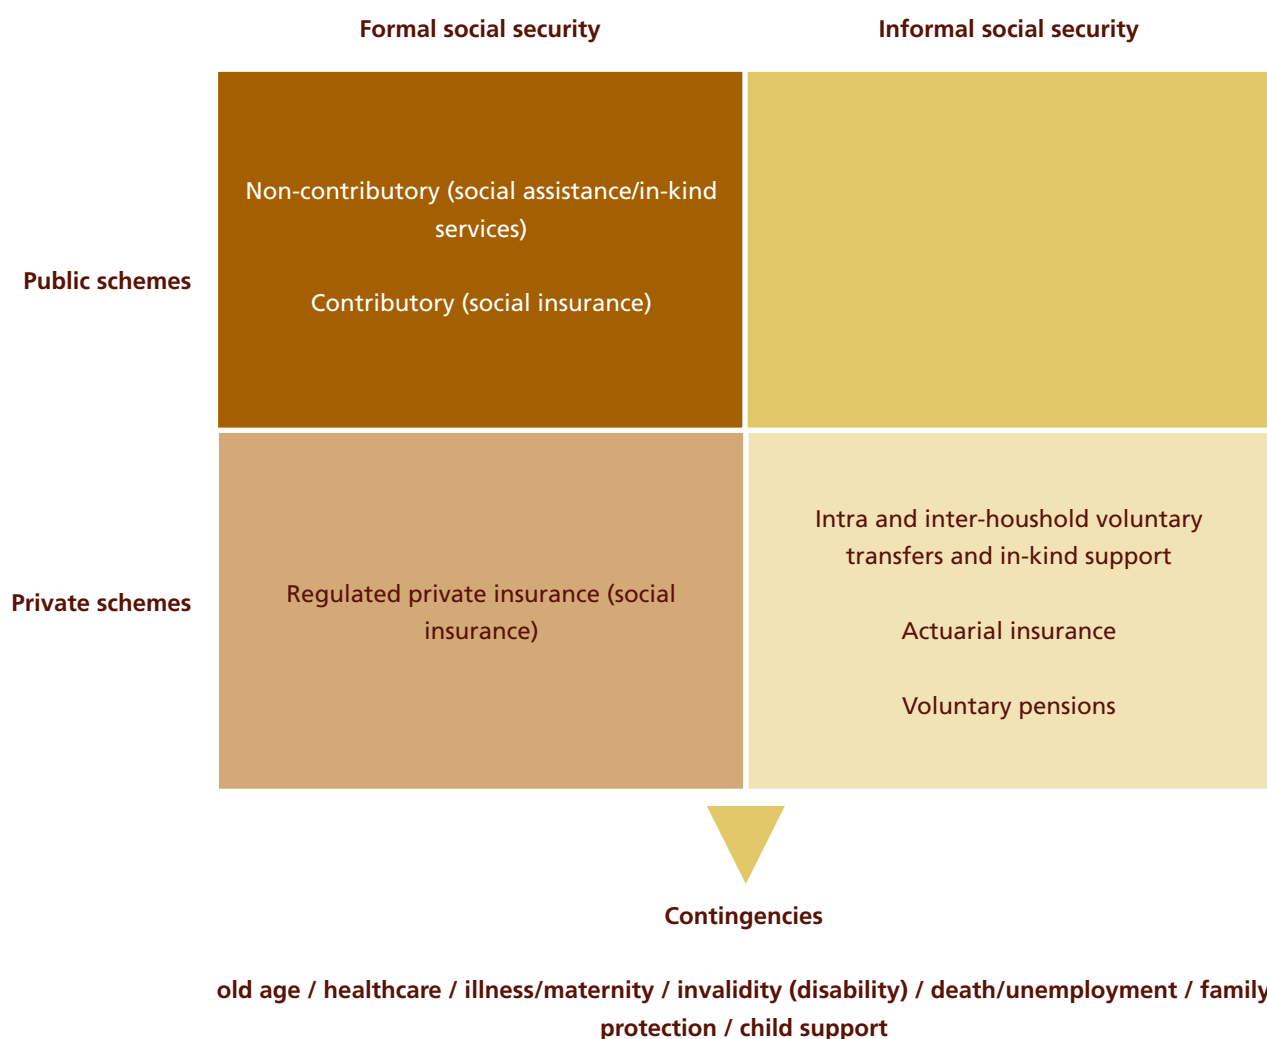 Formal social security
Informal social security
Public schemes
Non-contributory (social assistance/in-kind
services)
Contributory (social insurance)
Private schemes
Regulated private insurance (social
insurance)
Intra and inter-houshold voluntary
transfers and in-kind support
Actuarial insurance
Voluntary pensions
Contingencies
old age / healthcare / illness/maternity / invalidity (disability) / death/unemployment / family
protection / child support